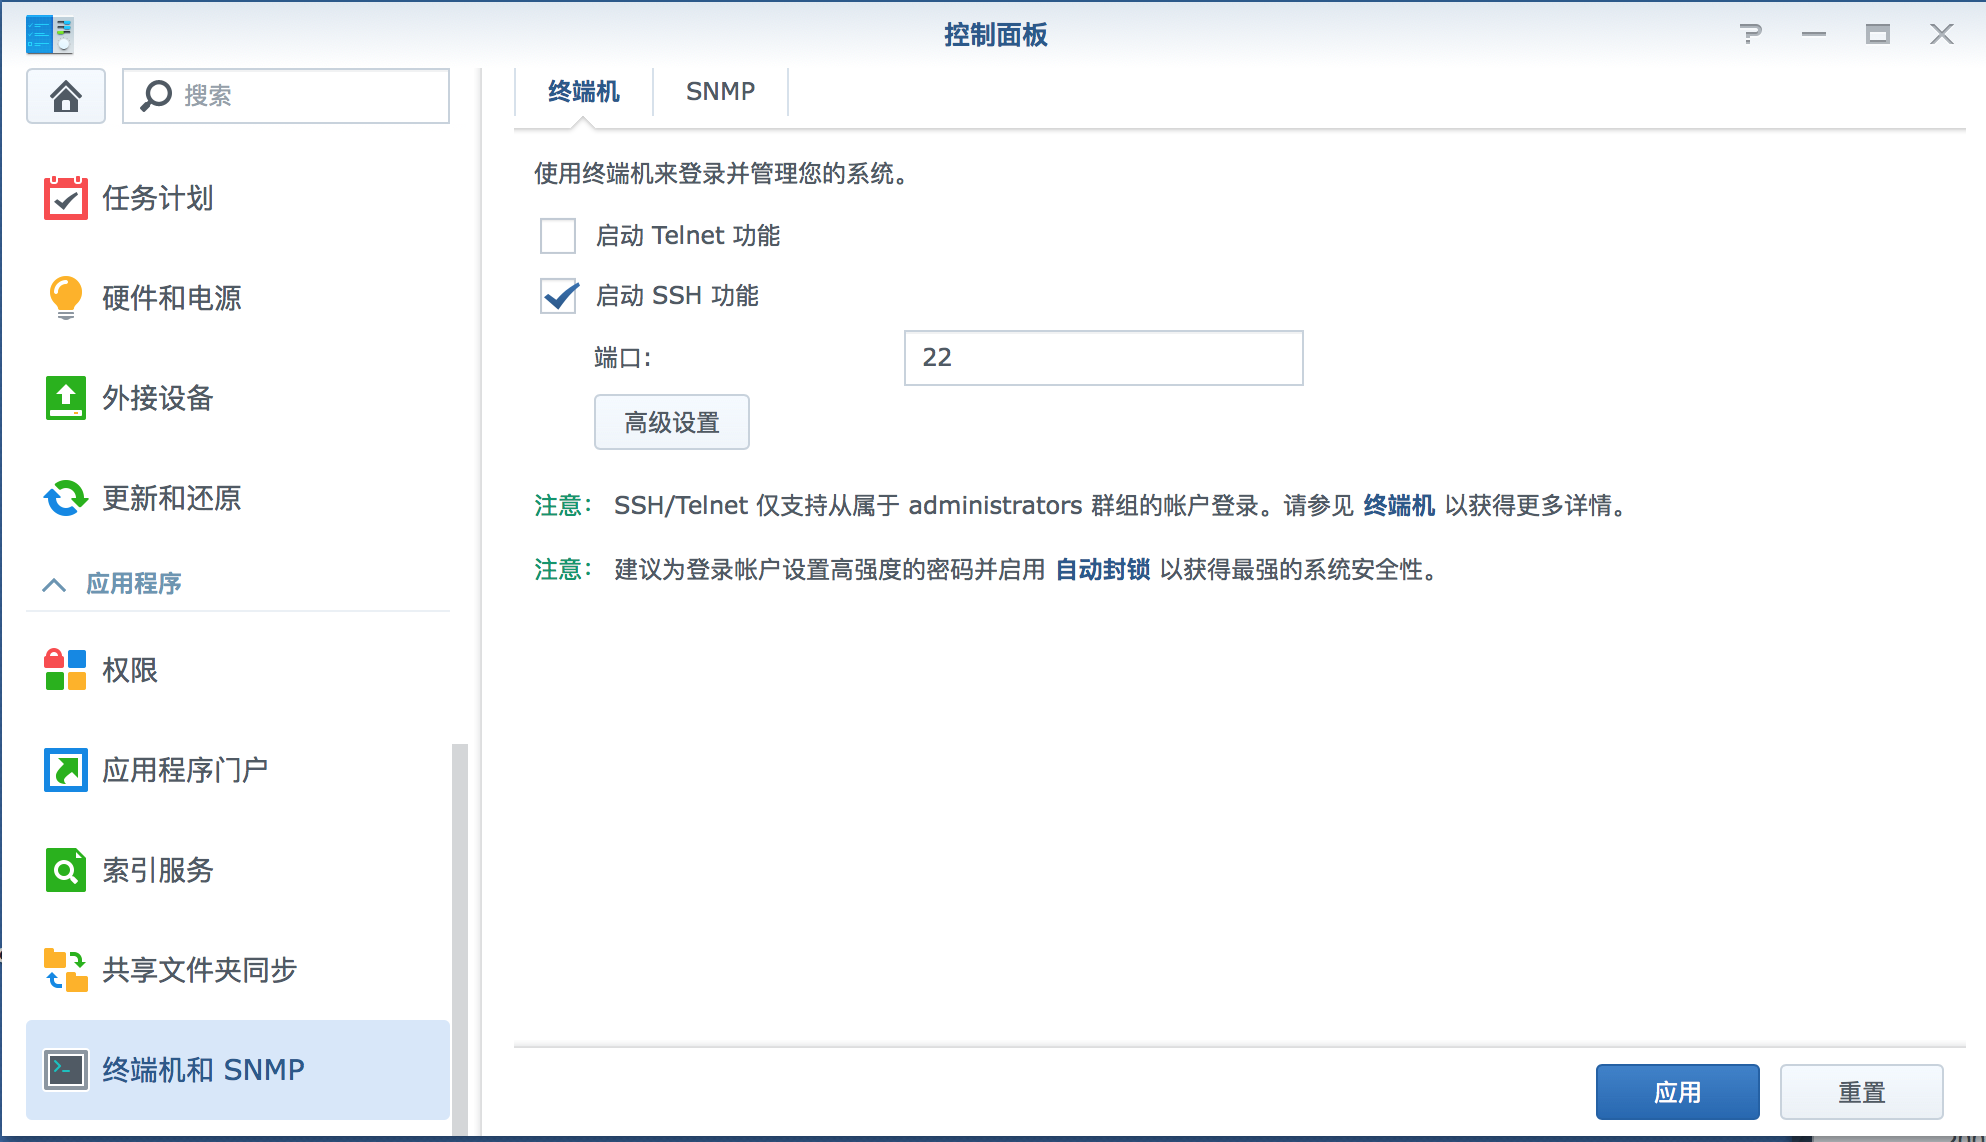 控制面板
搜索
任务计划
硬件和电源
外接设备
更新和还原
应用程序
权限
应用程序门户
索引服务
共享文件夹同步
终端机和 SNMP
终端机 SNMP
使用终端机来登录并管理您的系统。
启动 Telnet 功能
启动 SSH 功能
端口: 22
高级设置
注意: SSH/Telnet 仅支持从属于 administrators 群组的帐户登录。请参见 终端机 以获得更多详情。
注意: 建议为登录帐户设置高强度的密码并启用 自动封锁 以获得最强的系统安全性。
应用 重置